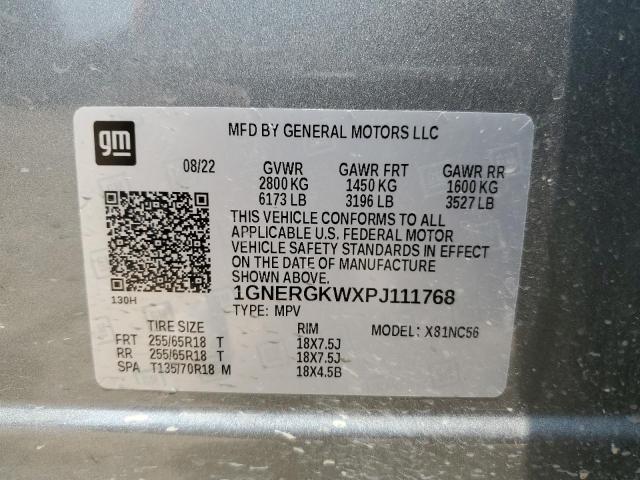 gm
MFD BY GENERAL MOTORS LLC
08/22 GVWR GAWR FRT GAWR RR
2800 KG 1450 KG 1600 KG
6173 LB 3196 LB 3527 LB
THIS VEHICLE CONFORMS TO ALL
APPLICABLE U.S. FEDERAL MOTOR
VEHICLE SAFETY STANDARDS IN EFFECT
ON THE DATE OF MANUFACTURE
SHOWN ABOVE.
130H
1GNERGKWXPJ111768
TYPE: MPV
TIRE SIZE RIM MODEL: X81NC56
FRT 255/65R18 T 18X7.5J
RR 255/65R18 T 18X7.5J
SPA T135/70R18 M 18X4.5B